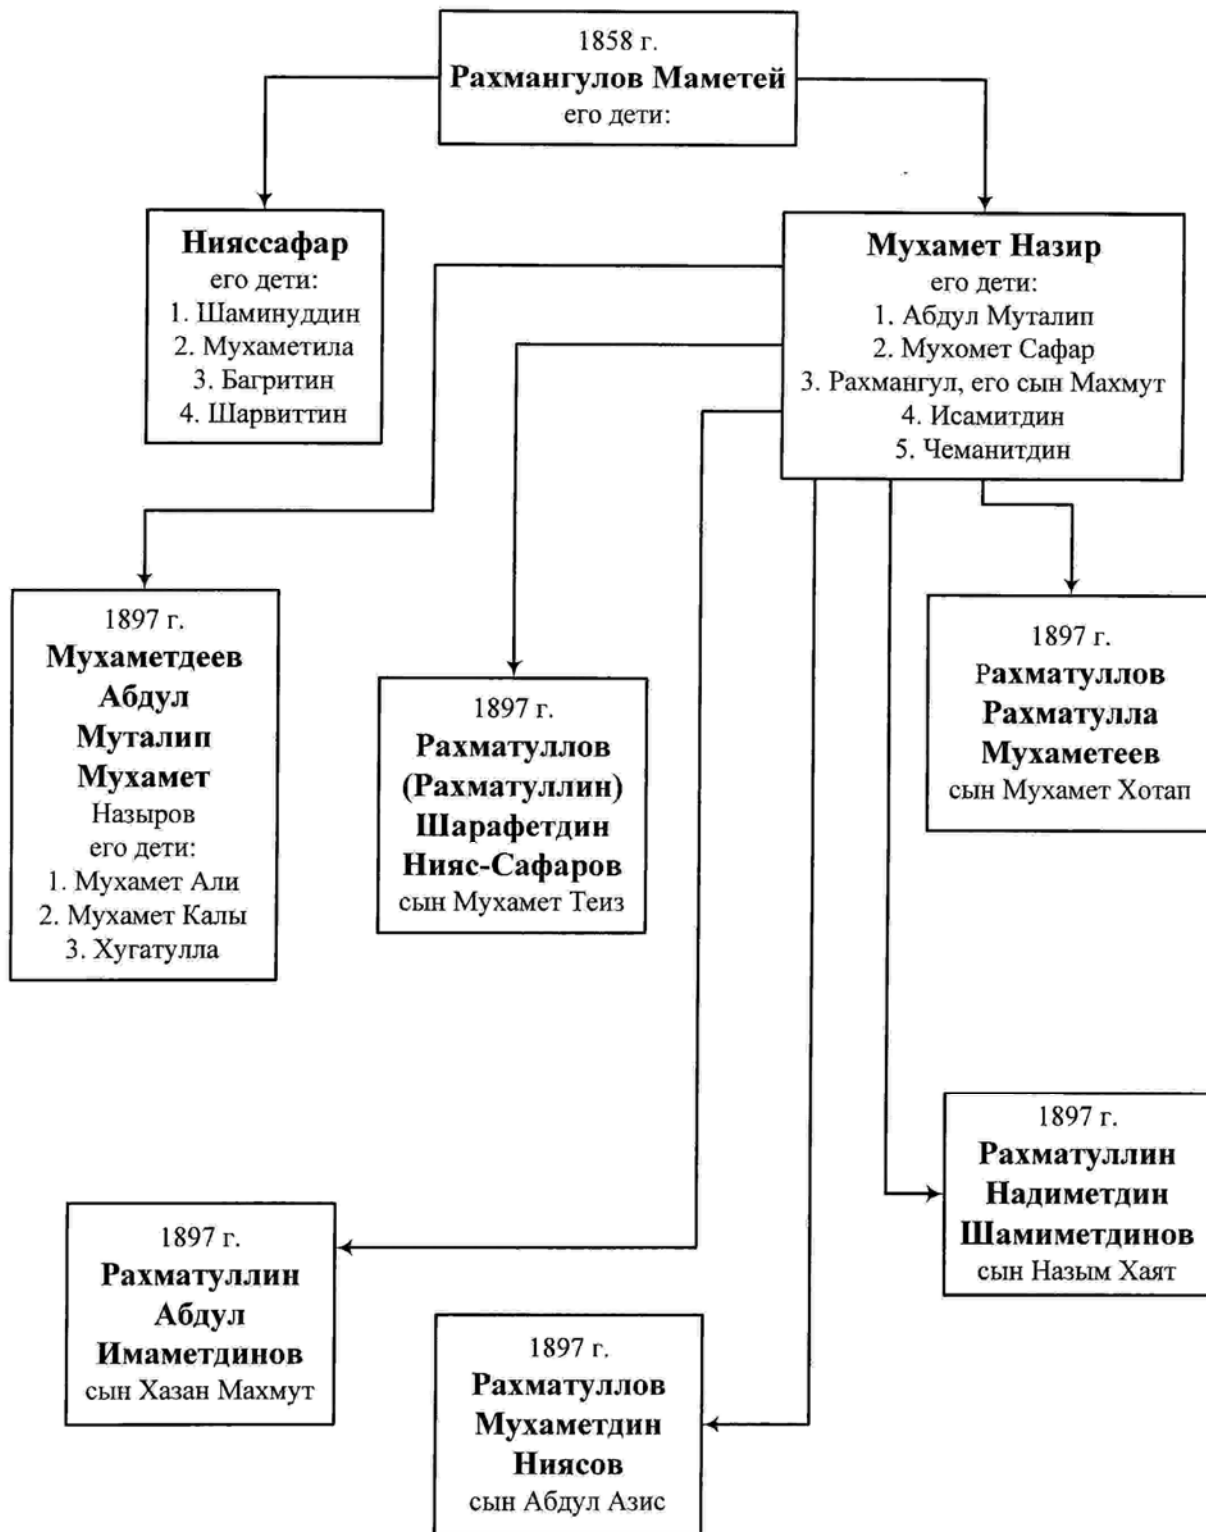 1858 г.
Рахмангулов Маметей
его дети:
Нияссафар
его дети:
1. Шаминуддин
2. Мухаметила
3. Багритин
4. Шарвиттин
Мухамет Назир
его дети:
1. Абдул Муталип
2. Мухомет Сафар
3. Рахмангул, его сын Махмут
4. Исамитдин
5. Чеманитдин
1897 г.
Мухаметдеев
Абдул
Муталип
Мухамет
Назыров
его дети:
1. Мухамет Али
2. Мухамет Калы
3. Хугатулла
1897 г.
Рахматуллов
(Рахматуллин)
Шарафетдин
Нияс-Сафаров
сын Мухамет Теиз
1897 г.
Рахматуллов
Рахматулла
Мухаметеев
сын Мухамет Хотап
1897 г.
Рахматуллин
Надиметдин
Шамиметдинов
сын Назым Хаят
1897 г.
Рахматуллин
Абдул
Имаметдинов
сын Хазан Махмут
1897 г.
Рахматуллов
Мухаметдин
Ниясов
сын Абдул Азис